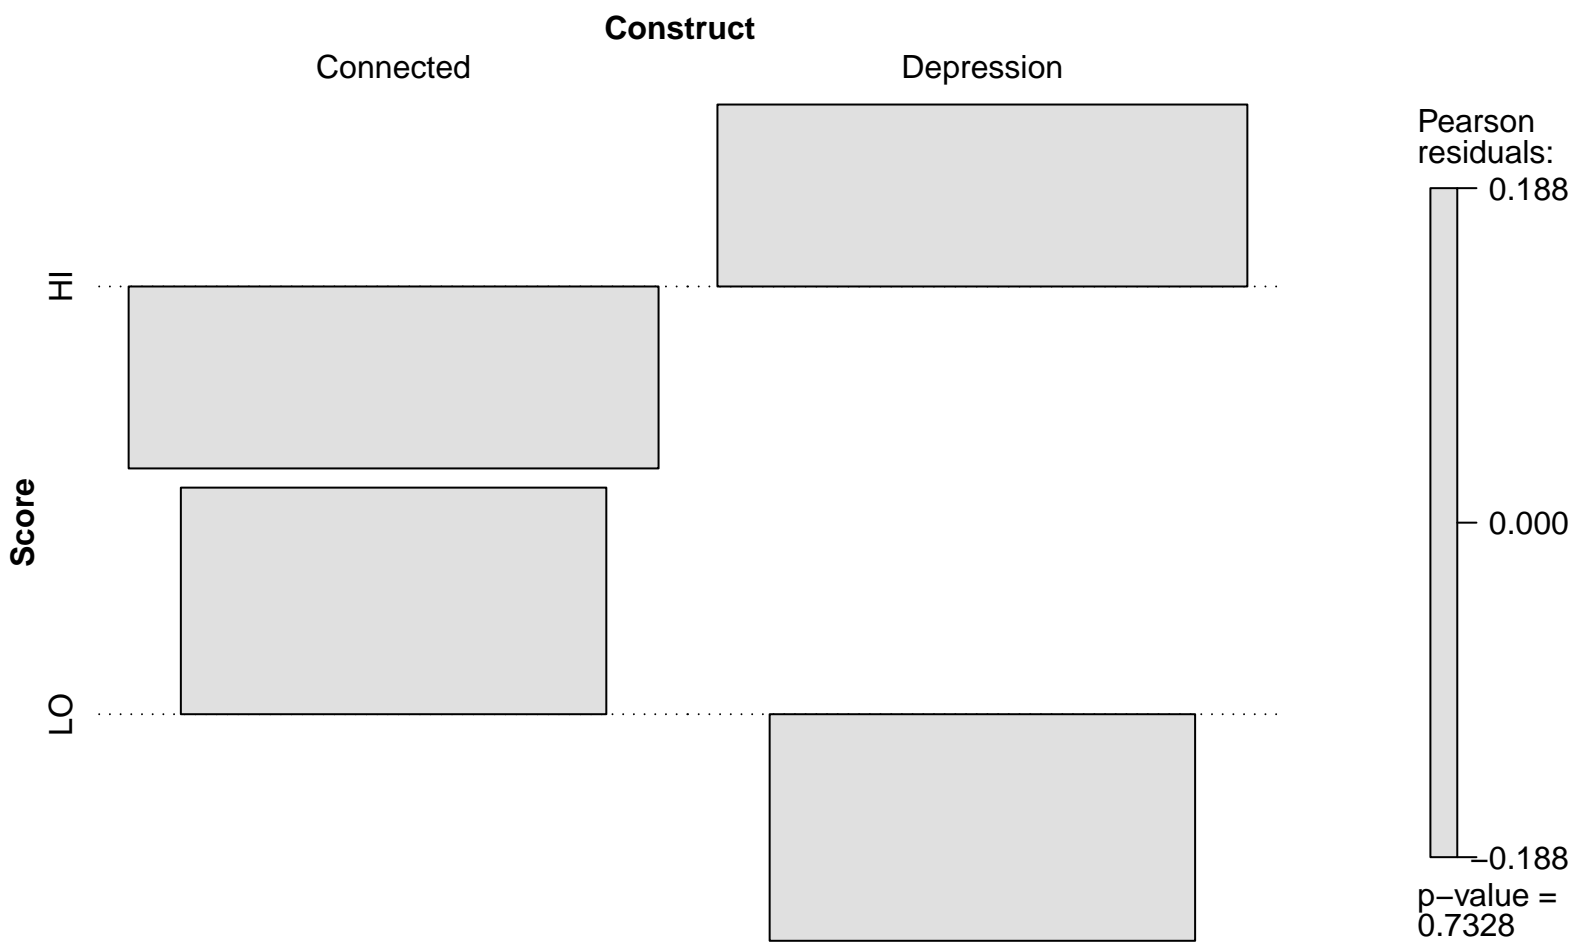 Construct
Connected
Depression
HI
LO
Score
Pearson
residuals:
0.188
0.000
−0.188
p−value =
0.7328